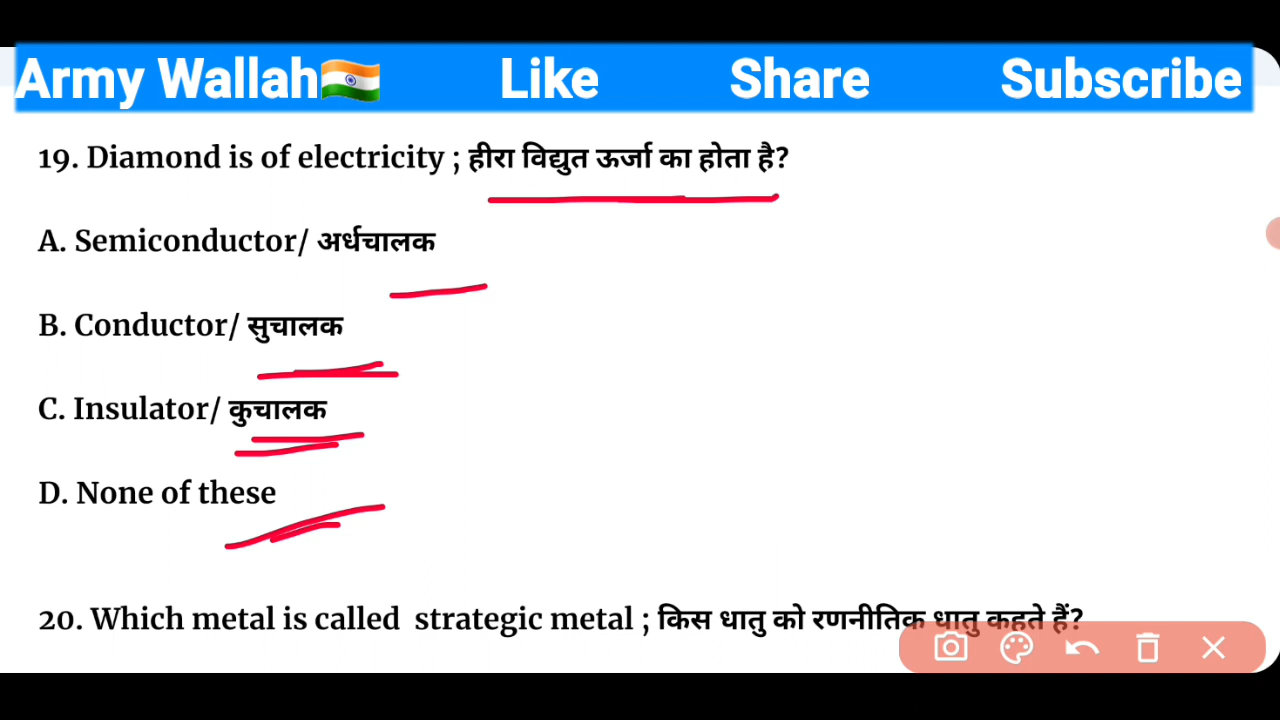 Army Wallah🇮🇳 Like Share Subscribe
19. Diamond is of electricity ; हीरा विद्युत ऊर्जा का होता है?
A. Semiconductor/ अर्धचालक
B. Conductor/ सुचालक
C. Insulator/ कुचालक
D. None of these
20. Which metal is called strategic metal ; किस धातु को रणनीतिक धातु कहते हैं?